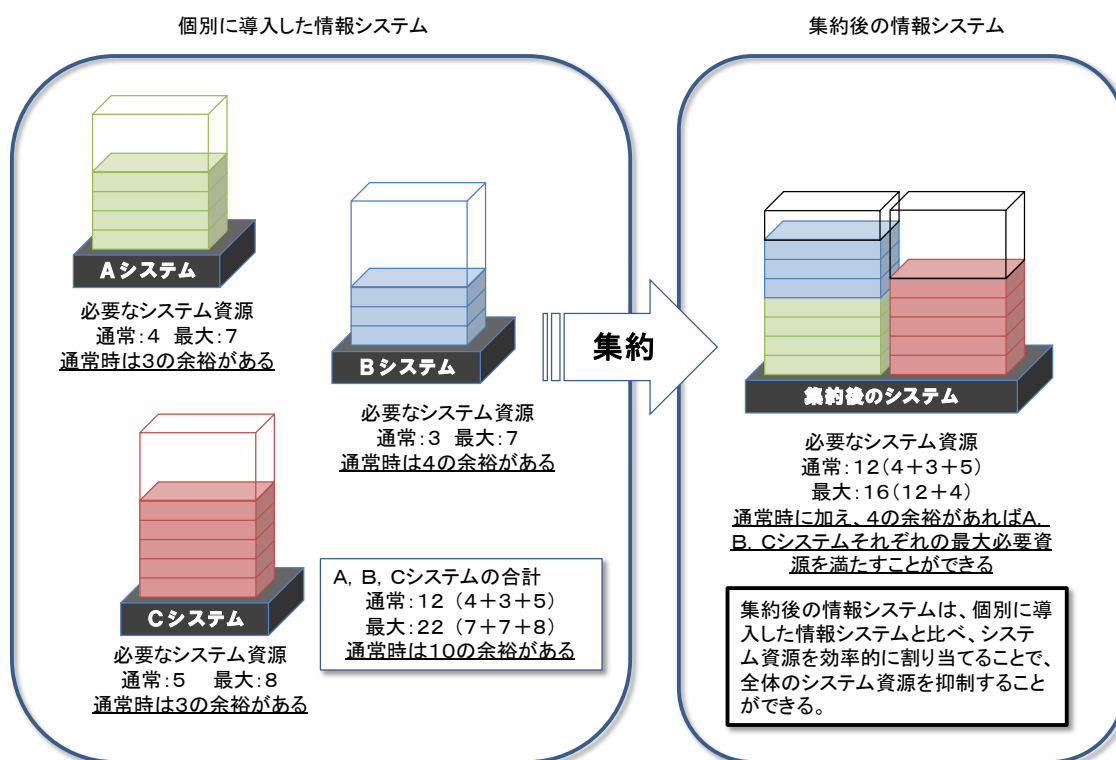 個別に導入した情報システム
Aシステム
必要なシステム資源
通常:4 最大:7
通常時は3の余裕がある
Bシステム
必要なシステム資源
通常:3 最大:7
通常時は4の余裕がある
Cシステム
必要なシステム資源
通常:5 最大:8
通常時は3の余裕がある
A, B, Cシステムの合計
通常:12 (4+3+5)
最大:22 (7+7+8)
通常時は10の余裕がある
集約
集約後の情報システム
集約後のシステム
必要なシステム資源
通常:12(4+3+5)
最大:16(12+4)
通常時に加え、4の余裕があればA,
B, Cシステムそれぞれの最大必要資
源を満たすことができる
集約後の情報システムは、個別に導
入した情報システムと比べ、システ
ム資源を効率的に割り当てることで、
全体のシステム資源を抑制すること
ができる。